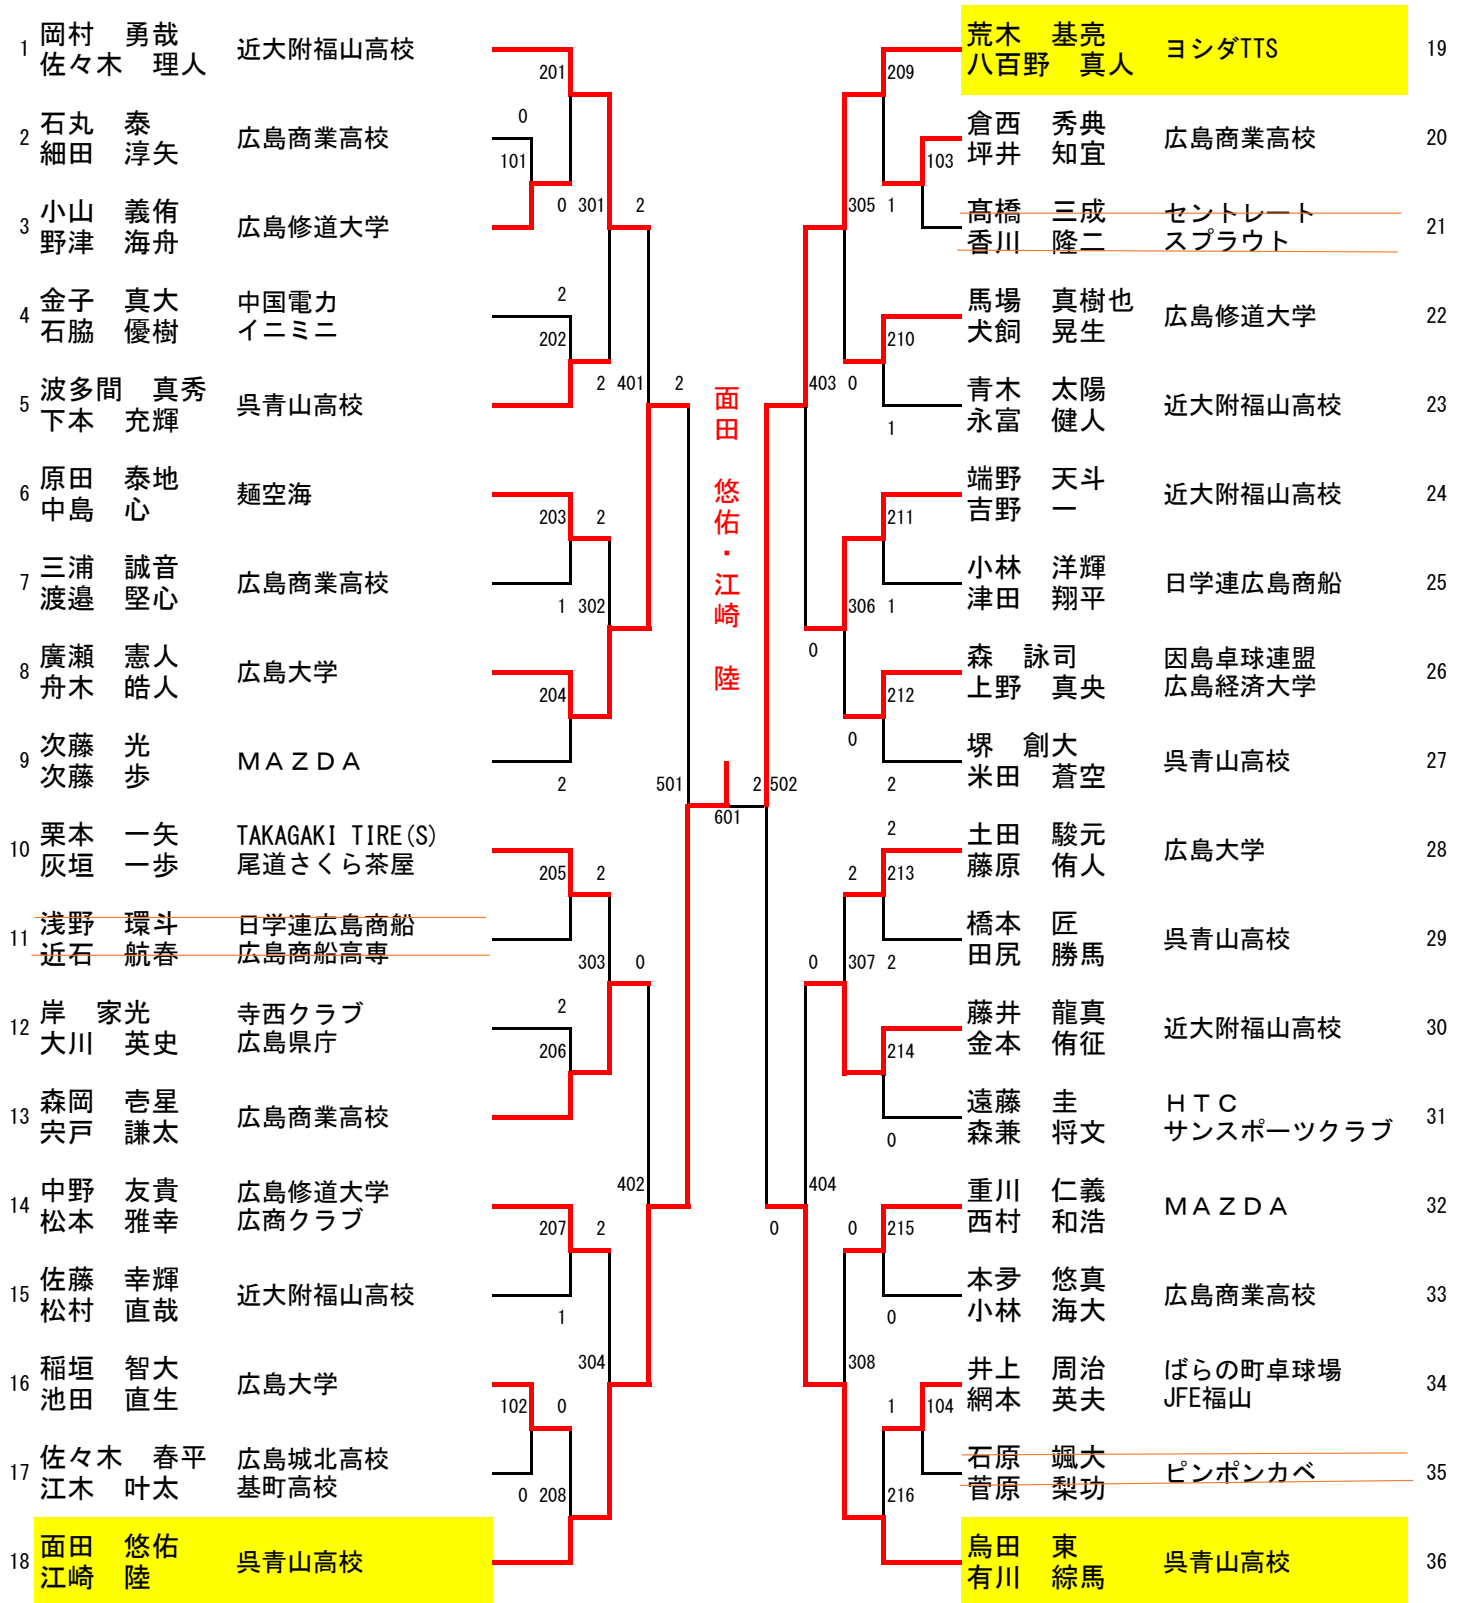 1 岡村　勇哉
佐々木　理人 近大附福山高校
2 石丸　泰
細田　淳矢 広島商業高校
3 小山　義侑
野津　海舟 広島修道大学
4 金子　真大 中国電力
石脇　優樹 イニミニ
5 波多間　真秀
下本　充輝 呉青山高校
6 原田　泰地
中島　心 麺空海
7 三浦　誠音
渡邉　堅心 広島商業高校
8 廣瀬　憲人
舟木　皓人 広島大学
9 次藤　光
次藤　歩 ＭＡＺＤＡ
10 栗本　一矢 TAKAGAKI TIRE(S)
灰垣　一歩 尾道さくら茶屋
11 浅野　環斗 日学連広島商船
近石　航春 広島商船高専
12 岸　家光 寺西クラブ
大川　英史 広島県庁
13 森岡　壱星
宍戸　謙太 広島商業高校
14 中野　友貴 広島修道大学
松本　雅幸 広商クラブ
15 佐藤　幸輝
松村　直哉 近大附福山高校
16 稲垣　智大
池田　直生 広島大学
17 佐々木　春平 広島城北高校
江木　叶太 基町高校
18 面田　悠佑
江崎　陸 呉青山高校
201
0
101
0 301 2
2
202
2 401 2
203 2
1 302
204
2
501
205 2
303 0
2
206
402
207 2
1
304
102 0
0 208
面田　悠佑・江崎　陸
601
2 502
209
103
305 1
210
403 0
1
211
306 1
0
212
0
2
2
2 213
0 307 2
214
0
404
0
0 215
0
308
1 104
216
荒木　基亮
八百野　真人 ヨシダTTS 19
倉西　秀典
坪井　知宜 広島商業高校 20
髙橋　三成 セントレート
香川　隆二 スプラウト 21
馬場　真樹也
犬飼　晃生 広島修道大学 22
青木　太陽
永富　健人 近大附福山高校 23
端野　天斗
吉野　一 近大附福山高校 24
小林　洋輝
津田　翔平 日学連広島商船 25
森　詠司 因島卓球連盟
上野　真央 広島経済大学 26
堺　創大
米田　蒼空 呉青山高校 27
土田　駿元
藤原　侑人 広島大学 28
橋本　匠
田尻　勝馬 呉青山高校 29
藤井　龍真
金本　侑征 近大附福山高校 30
遠藤　圭 ＨＴＣ
森兼　将文 サンスポーツクラブ 31
重川　仁義
西村　和浩 ＭＡＺＤＡ 32
本夛　悠真
小林　海大 広島商業高校 33
井上　周治 ばらの町卓球場
網本　英夫 JFE福山 34
石原　颯大
菅原　梨功 ピンポンカベ 35
烏田　東
有川　綜馬 呉青山高校 36